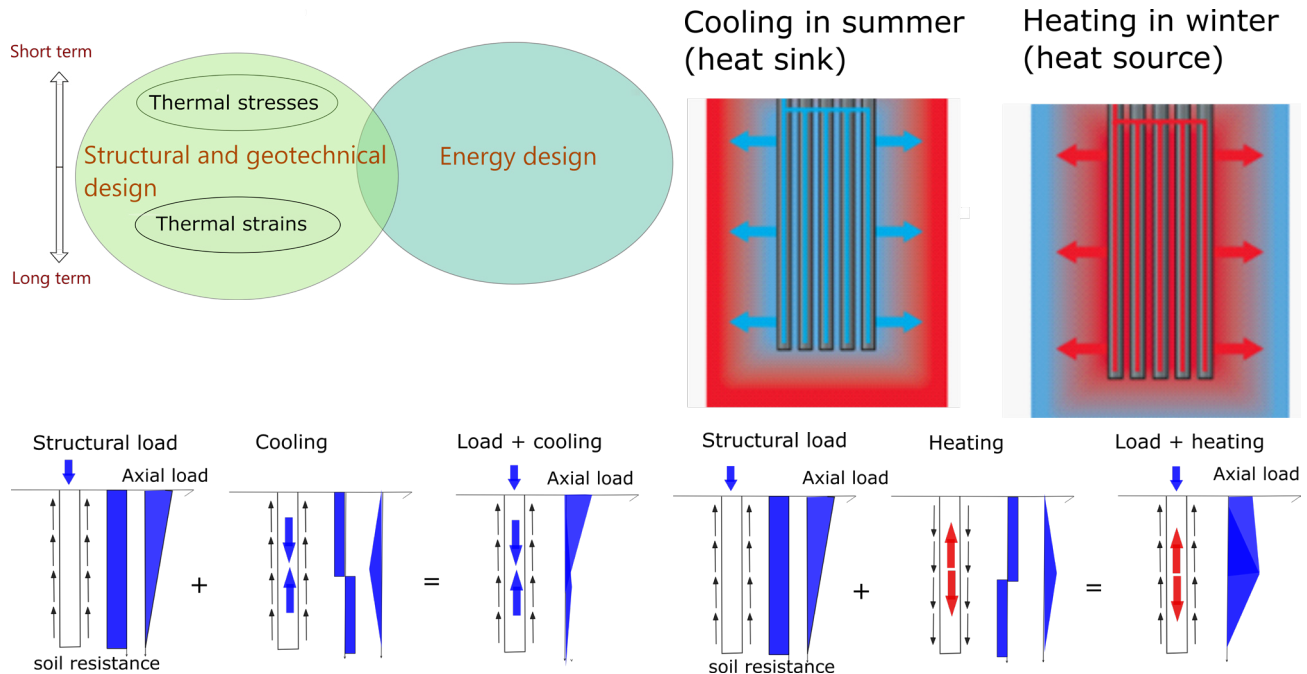 Short term
Thermal stresses
Structural and geotechnical
design
Thermal strains
Long term
Energy design
Cooling in summer
(heat sink)
Heating in winter
(heat source)
Structural load
Axial load
+
Cooling
=
Load + cooling
Axial load
soil resistance
Structural load
Axial load
+
Heating
=
Load + heating
Axial load
soil resistance